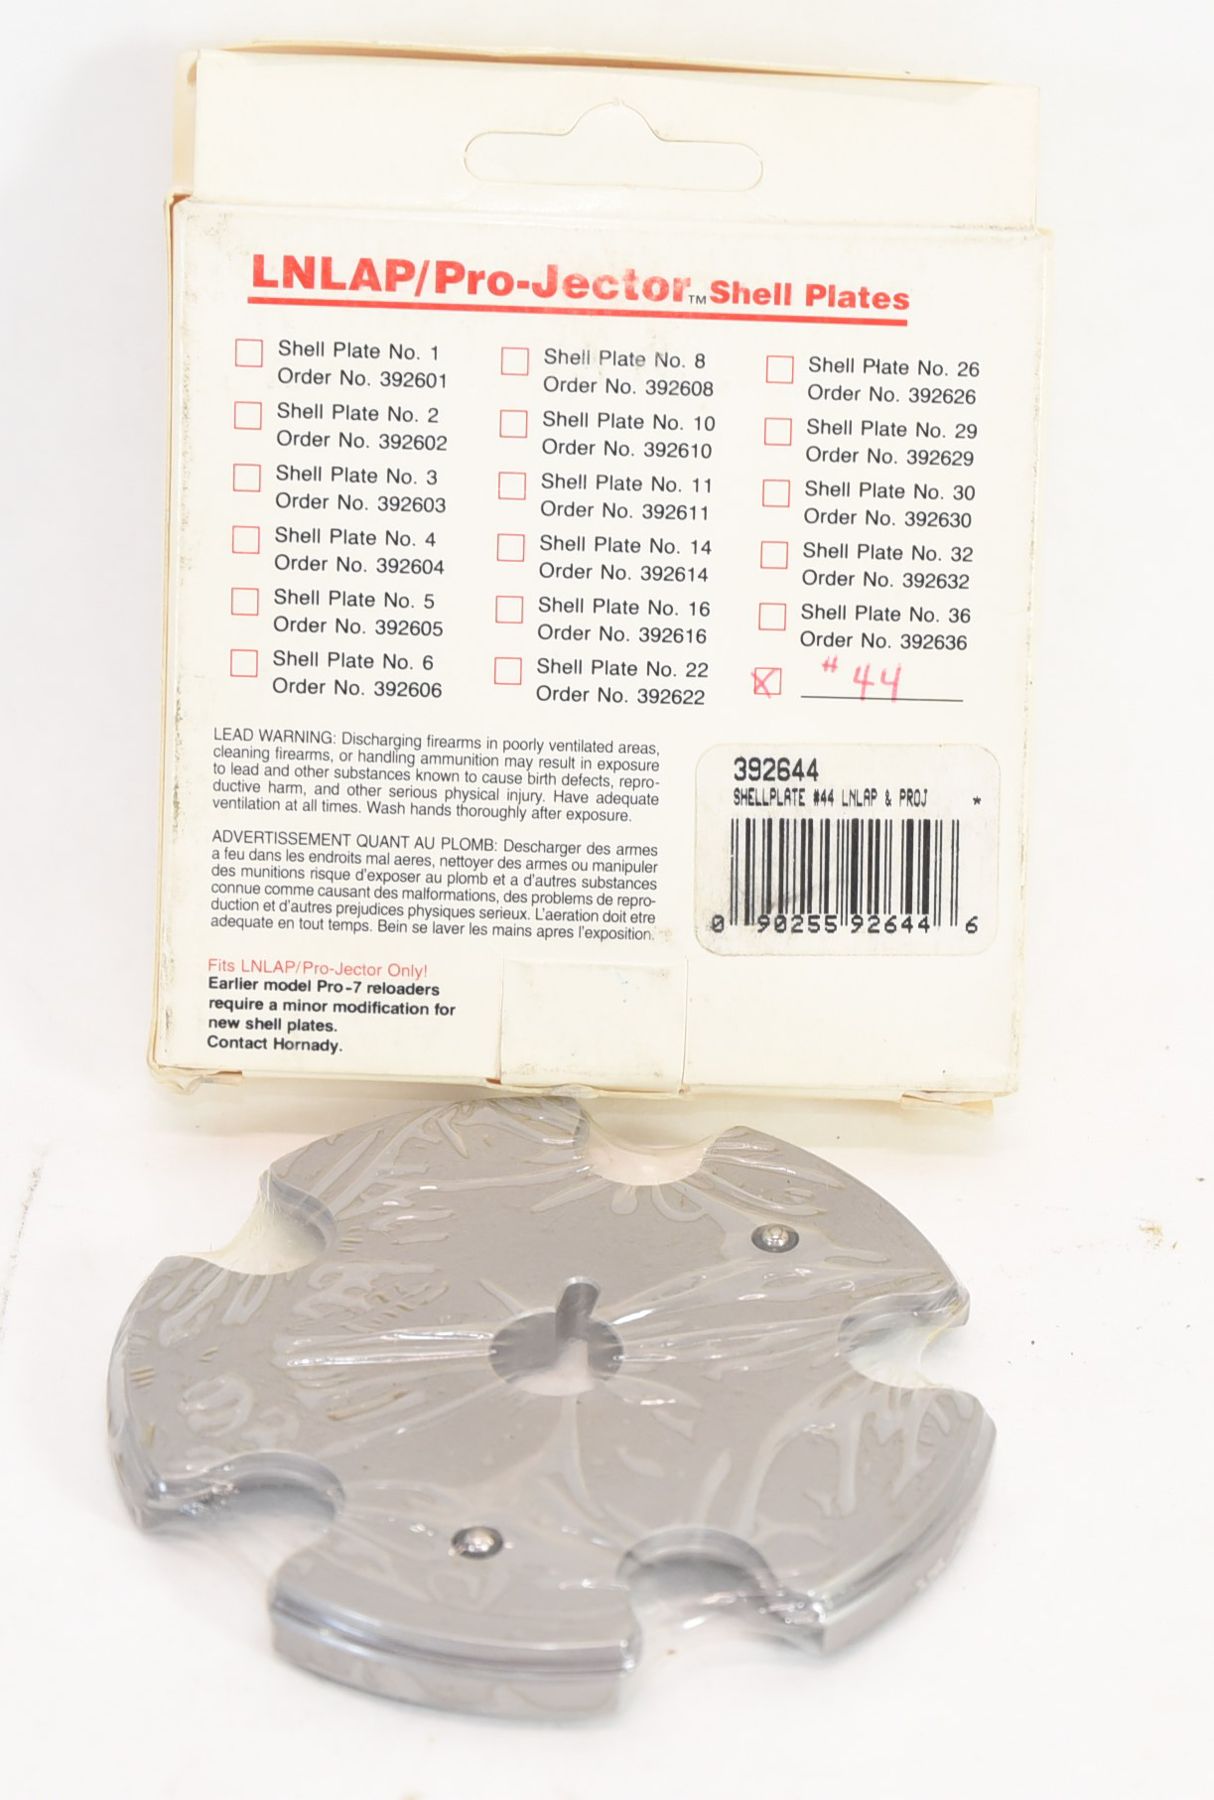 LNLAP/Pro-Jector™ Shell Plates
Shell Plate No. 1
Order No. 392601
Shell Plate No. 2
Order No. 392602
Shell Plate No. 3
Order No. 392603
Shell Plate No. 4
Order No. 392604
Shell Plate No. 5
Order No. 392605
Shell Plate No. 6
Order No. 392606
Shell Plate No. 8
Order No. 392608
Shell Plate No. 10
Order No. 392610
Shell Plate No. 11
Order No. 392611
Shell Plate No. 14
Order No. 392614
Shell Plate No. 16
Order No. 392616
Shell Plate No. 22
Order No. 392622
Shell Plate No. 26
Order No. 392626
Shell Plate No. 29
Order No. 392629
Shell Plate No. 30
Order No. 392630
Shell Plate No. 32
Order No. 392632
Shell Plate No. 36
Order No. 392636
X #44
LEAD WARNING: Discharging firearms in poorly ventilated areas,
cleaning firearms, or handling ammunition may result in exposure
to lead and other substances known to cause birth defects, repro-
ductive harm, and other serious physical injury. Have adequate
ventilation at all times. Wash hands thoroughly after exposure.
ADVERTISSEMENT QUANT AU PLOMB: Descharger des armes
a feu dans les endroits mal aeres, nettoyer des armes ou manipuler
des munitions risque d'exposer au plomb et a d'autres substances
connue comme causant des malformations, des problems de repro-
duction et d'autres prejudices physiques serieux. L'aeration doit etre
adequate en tout temps. Bein se laver les mains apres l'exposition.
392644
SHELLPLATE #44 LNLAP & PROJ *
0 90255 92644 6
Fits LNLAP/Pro-Jector Only!
Earlier model Pro-7 reloaders
require a minor modification for
new shell plates.
Contact Hornady.